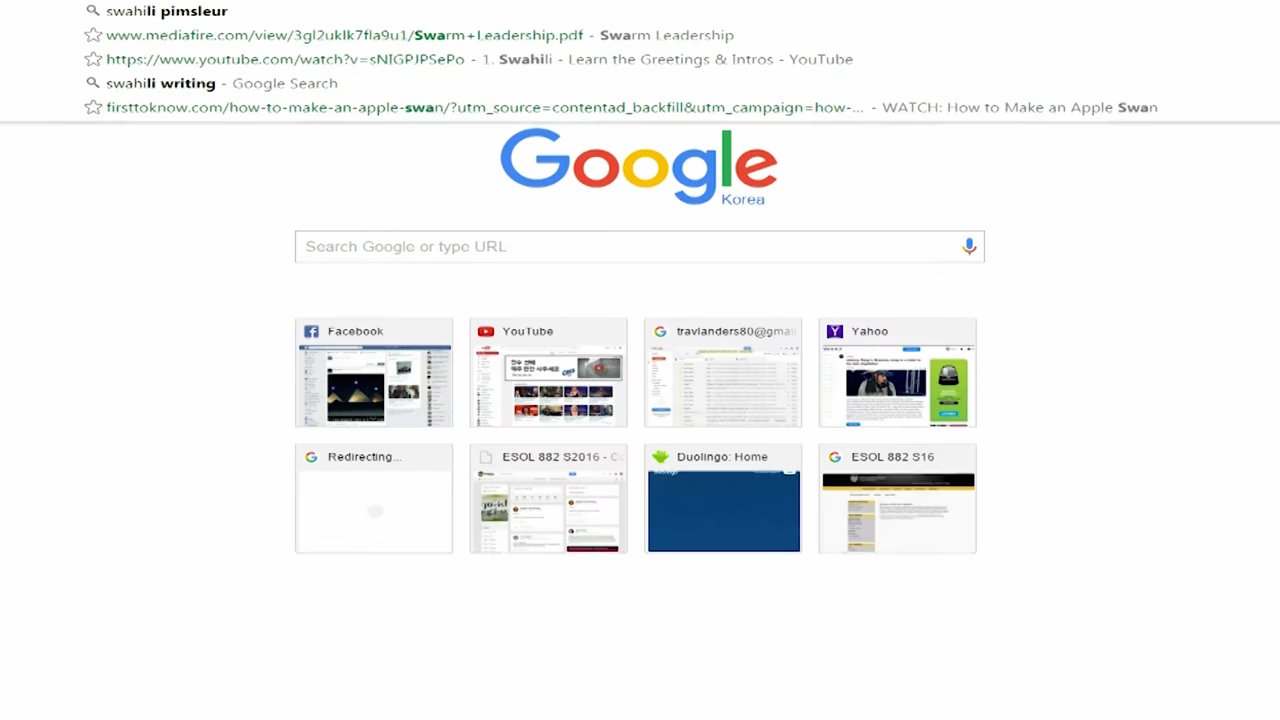 swahili pimsleur
www.mediafire.com/view/3gl2uklk7fla9u1/Swarm+Leadership.pdf - Swarm Leadership
https://www.youtube.com/watch?v=sNIGPJPSePo - 1. Swahili - Learn the Greetings & Intros - YouTube
swahili writing - Google Search
firsttoknow.com/how-to-make-an-apple-swan/?utm_source=contentad_backfill&utm_campaign=how-... - WATCH: How to Make an Apple Swan
Google
Korea
Search Google or type URL
Facebook YouTube travlanders80@gmai Yahoo
Redirecting... ESOL 882 S2016 - Co Duolingo: Home ESOL 882 S16